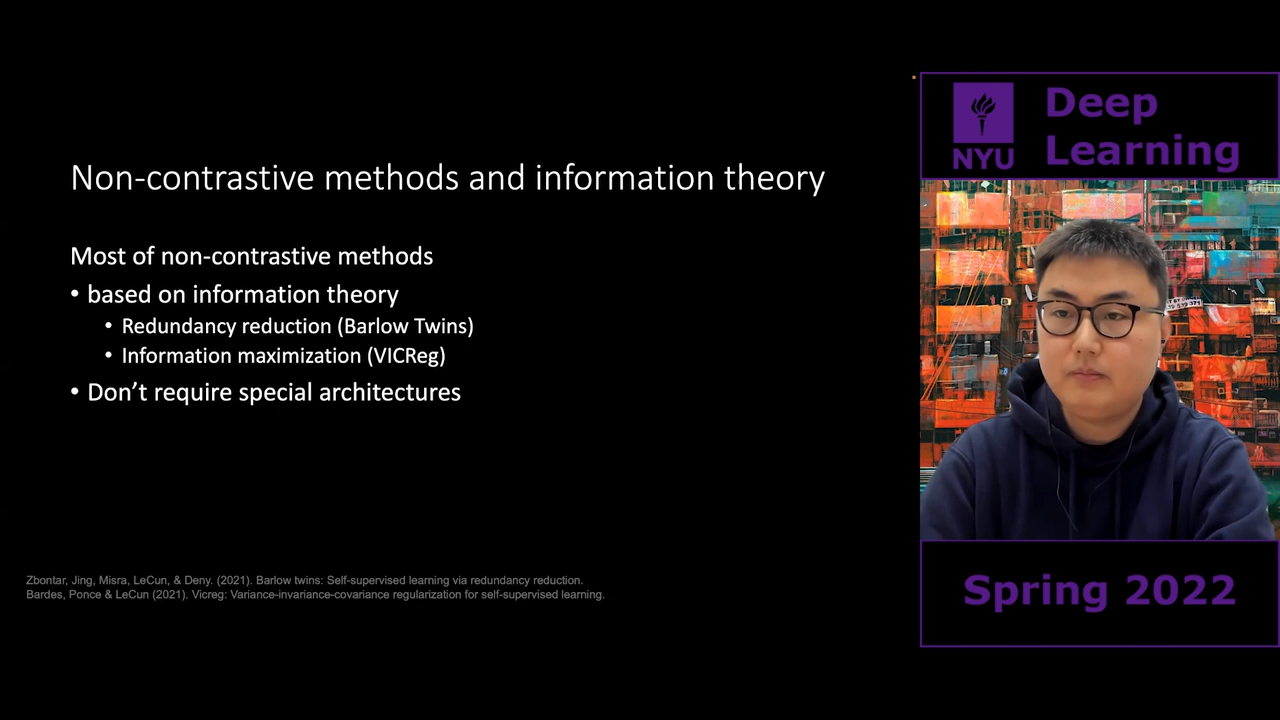 Non-contrastive methods and information theory
Most of non-contrastive methods
• based on information theory
• Redundancy reduction (Barlow Twins)
• Information maximization (VICReg)
• Don’t require special architectures
Zbontar, Jing, Misra, LeCun, & Deny. (2021). Barlow twins: Self-supervised learning via redundancy reduction.
Bardes, Ponce & LeCun (2021). Vicreg: Variance-invariance-covariance regularization for self-supervised learning.
NYU
Deep
Learning
Spring 2022